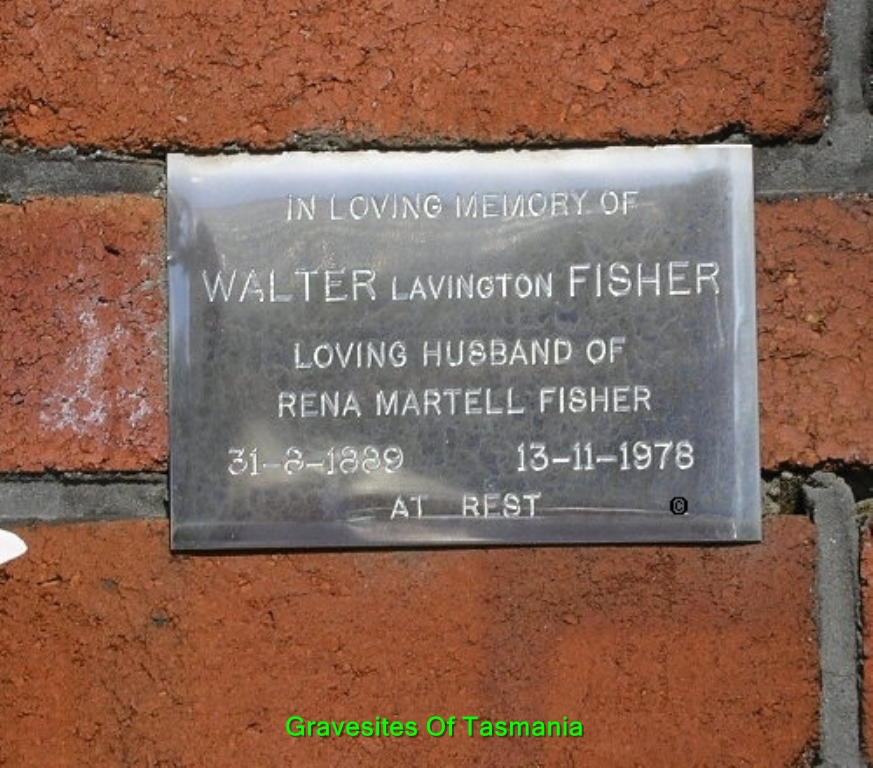 IN LOVING MEMORY OF
WALTER LAVINGTON FISHER
LOVING HUSBAND OF
RENA MARTELL FISHER
31-8-1889 13-11-1978
AT REST ©
Gravesites Of Tasmania